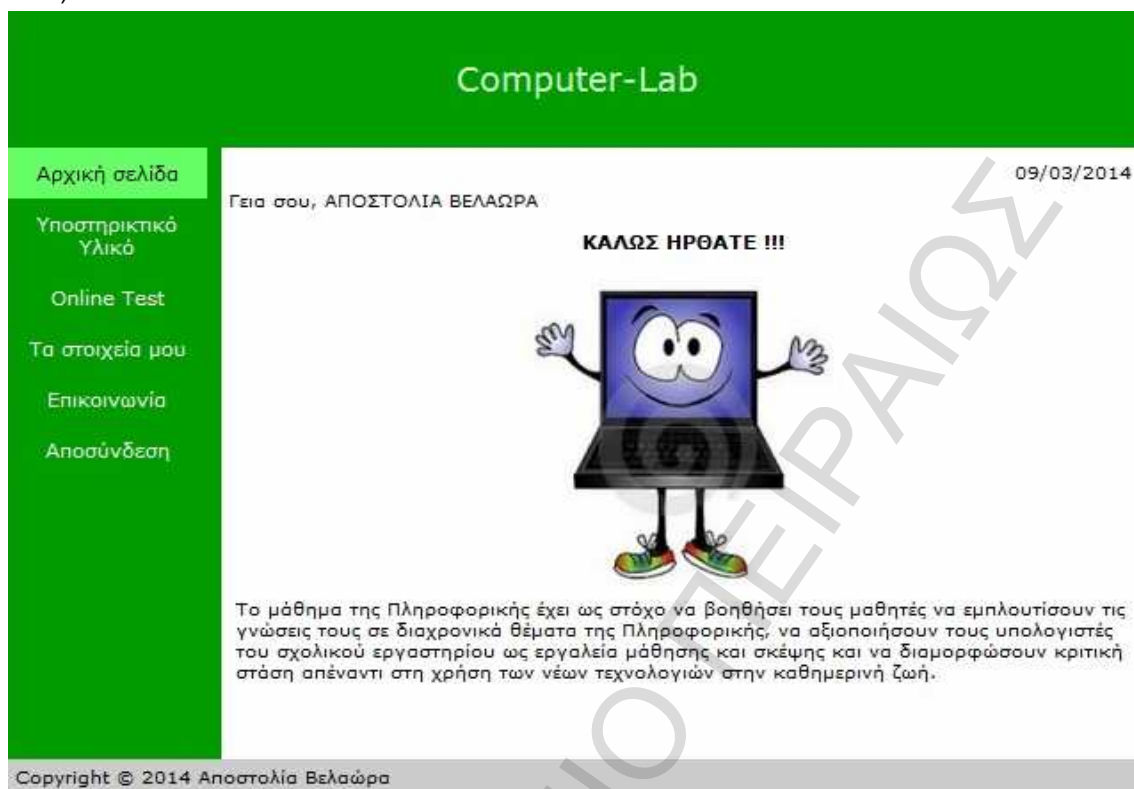 Computer-Lab
Αρχική σελίδα
Υποστηρικτικό
Υλικό
Online Test
Τα στοιχεία μου
Επικοινωνία
Αποσύνδεση
09/03/2014
Γεια σου, ΑΠΟΣΤΟΛΙΑ ΒΕΛΑΩΡΑ
ΚΑΛΩΣ ΗΡΘΑΤΕ !!!
Το μάθημα της Πληροφορικής έχει ως στόχο να βοηθήσει τους μαθητές να εμπλουτίσουν τις
γνώσεις τους σε διαχρονικά θέματα της Πληροφορικής, να αξιοποιήσουν τους υπολογιστές
του σχολικού εργαστηρίου ως εργαλεία μάθησης και σκέψης και να διαμορφώσουν κριτική
στάση απέναντι στη χρήση των νέων τεχνολογιών στην καθημερινή ζωή.
Copyright © 2014 Αποστολία Βελαώρα
ΠΕΙΡΑΙΩΣ